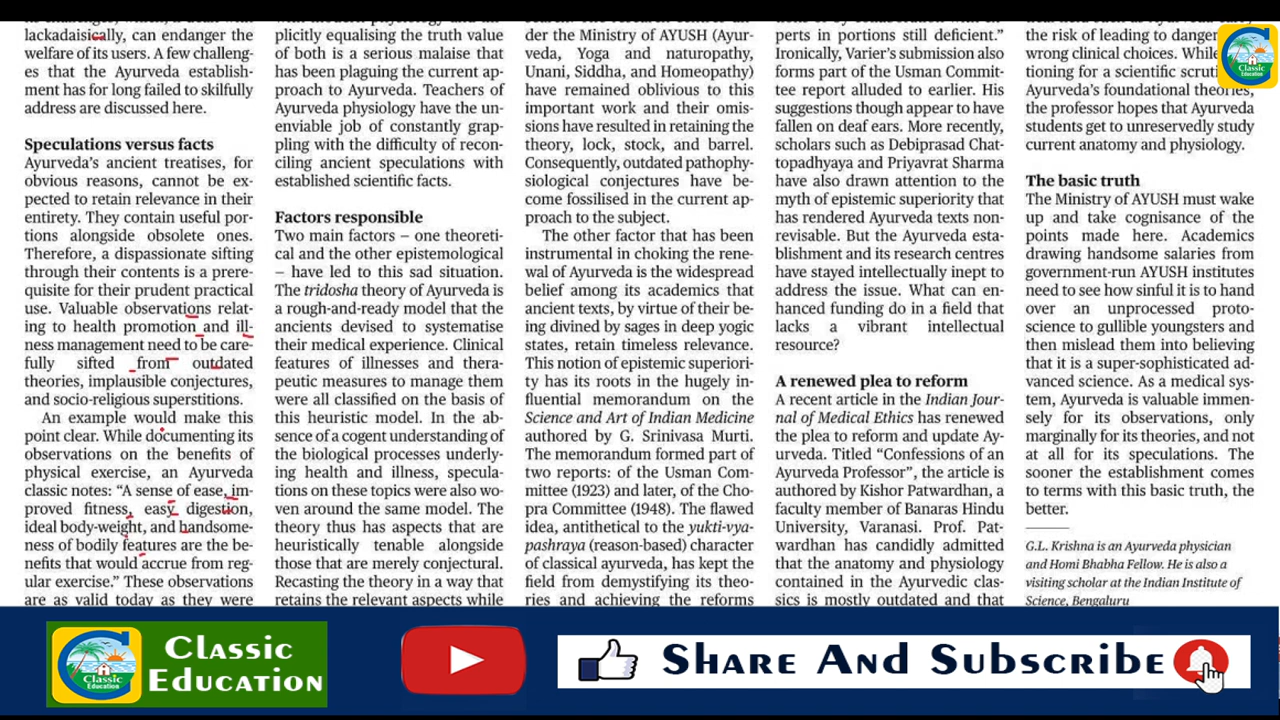 lackadaisically, can endanger the
welfare of its users. A few challeng-
es that the Ayurveda establish-
ment has for long failed to skilfully
address are discussed here.
Speculations versus facts
Ayurveda's ancient treatises, for
obvious reasons, cannot be ex-
pected to retain relevance in their
entirety. They contain useful por-
tions alongside obsolete ones.
Therefore, a dispassionate sifting
through their contents is a prere-
quisite for their prudent practical
use. Valuable observations relat-
ing to health promotion and ill-
ness management need to be care-
fully sifted from outdated
theories, implausible conjectures,
and socio-religious superstitions.
An example would make this
point clear. While documenting its
observations on the benefits of
physical exercise, an Ayurveda
classic notes: "A sense of ease, im-
proved fitness, easy digestion,
ideal body-weight, and handsome-
ness of bodily features are the be-
nefits that would accrue from reg-
ular exercise." These observations
are as valid today as they were
plicitly equalising the truth value
of both is a serious malaise that
has been plaguing the current ap-
proach to Ayurveda. Teachers of
Ayurveda physiology have the un-
enviable job of constantly grap-
pling with the difficulty of recon-
ciling ancient speculations with
established scientific facts.
Factors responsible
Two main factors – one theoreti-
cal and the other epistemological
– have led to this sad situation.
The tridosha theory of Ayurveda is
a rough-and-ready model that the
ancients devised to systematise
their medical experience. Clinical
features of illnesses and thera-
peutic measures to manage them
were all classified on the basis of
this heuristic model. In the ab-
sence of a cogent understanding of
the biological processes underly-
ing health and illness, specula-
tions on these topics were also wo-
ven around the same model. The
theory thus has aspects that are
heuristically tenable alongside
those that are merely conjectural.
Recasting the theory in a way that
retains the relevant aspects while
der the Ministry of AYUSH (Ayur-
veda, Yoga and naturopathy,
Unani, Siddha, and Homeopathy)
have remained oblivious to this
important work and their omis-
sions have resulted in retaining the
theory, lock, stock, and barrel.
Consequently, outdated pathophy-
siological conjectures have be-
come fossilised in the current ap-
proach to the subject.
The other factor that has been
instrumental in choking the rene-
wal of Ayurveda is the widespread
belief among its academics that
ancient texts, by virtue of their be-
ing divined by sages in deep yogic
states, retain timeless relevance.
This notion of epistemic superiori-
ty has its roots in the hugely in-
fluential memorandum on the
Science and Art of Indian Medicine
authored by G. Srinivasa Murti.
The memorandum formed part of
two reports: of the Usman Com-
mittee (1923) and later, of the Cho-
pra Committee (1948). The flawed
idea, antithetical to the yukti-vya-
pashraya (reason-based) character
of classical ayurveda, has kept the
field from demystifying its theo-
ries and achieving the reforms
perts in portions still deficient."
Ironically, Varier's submission also
forms part of the Usman Commit-
tee report alluded to earlier. His
suggestions though appear to have
fallen on deaf ears. More recently,
scholars such as Debiprasad Chat-
topadhyaya and Priyavrat Sharma
have also drawn attention to the
myth of epistemic superiority that
has rendered Ayurveda texts non-
revisable. But the Ayurveda esta-
blishment and its research centres
have stayed intellectually inept to
address the issue. What can en-
hanced funding do in a field that
lacks a vibrant intellectual
resource?
A renewed plea to reform
A recent article in the Indian Jour-
nal of Medical Ethics has renewed
the plea to reform and update Ay-
urveda. Titled "Confessions of an
Ayurveda Professor", the article is
authored by Kishor Patwardhan, a
faculty member of Banaras Hindu
University, Varanasi. Prof. Pat-
wardhan has candidly admitted
that the anatomy and physiology
contained in the Ayurvedic clas-
sics is mostly outdated and that
the risk of leading to danger
wrong clinical choices. While
tioning for a scientific scruti
Ayurveda's foundational theories,
the professor hopes that Ayurveda
students get to unreservedly study
current anatomy and physiology.
The basic truth
The Ministry of AYUSH must wake
up and take cognisance of the
points made here. Academics
drawing handsome salaries from
government-run AYUSH institutes
need to see how sinful it is to hand
over an unprocessed proto-
science to gullible youngsters and
then mislead them into believing
that it is a super-sophisticated ad-
vanced science. As a medical sys-
tem, Ayurveda is valuable immen-
sely for its observations, only
marginally for its theories, and not
at all for its speculations. The
sooner the establishment comes
to terms with this basic truth, the
better.
G.L. Krishna is an Ayurveda physician
and Homi Bhabha Fellow. He is also a
visiting scholar at the Indian Institute of
Science, Bengaluru
Classic
Education
Classic
Education
Classic
Education
Share And Subscribe